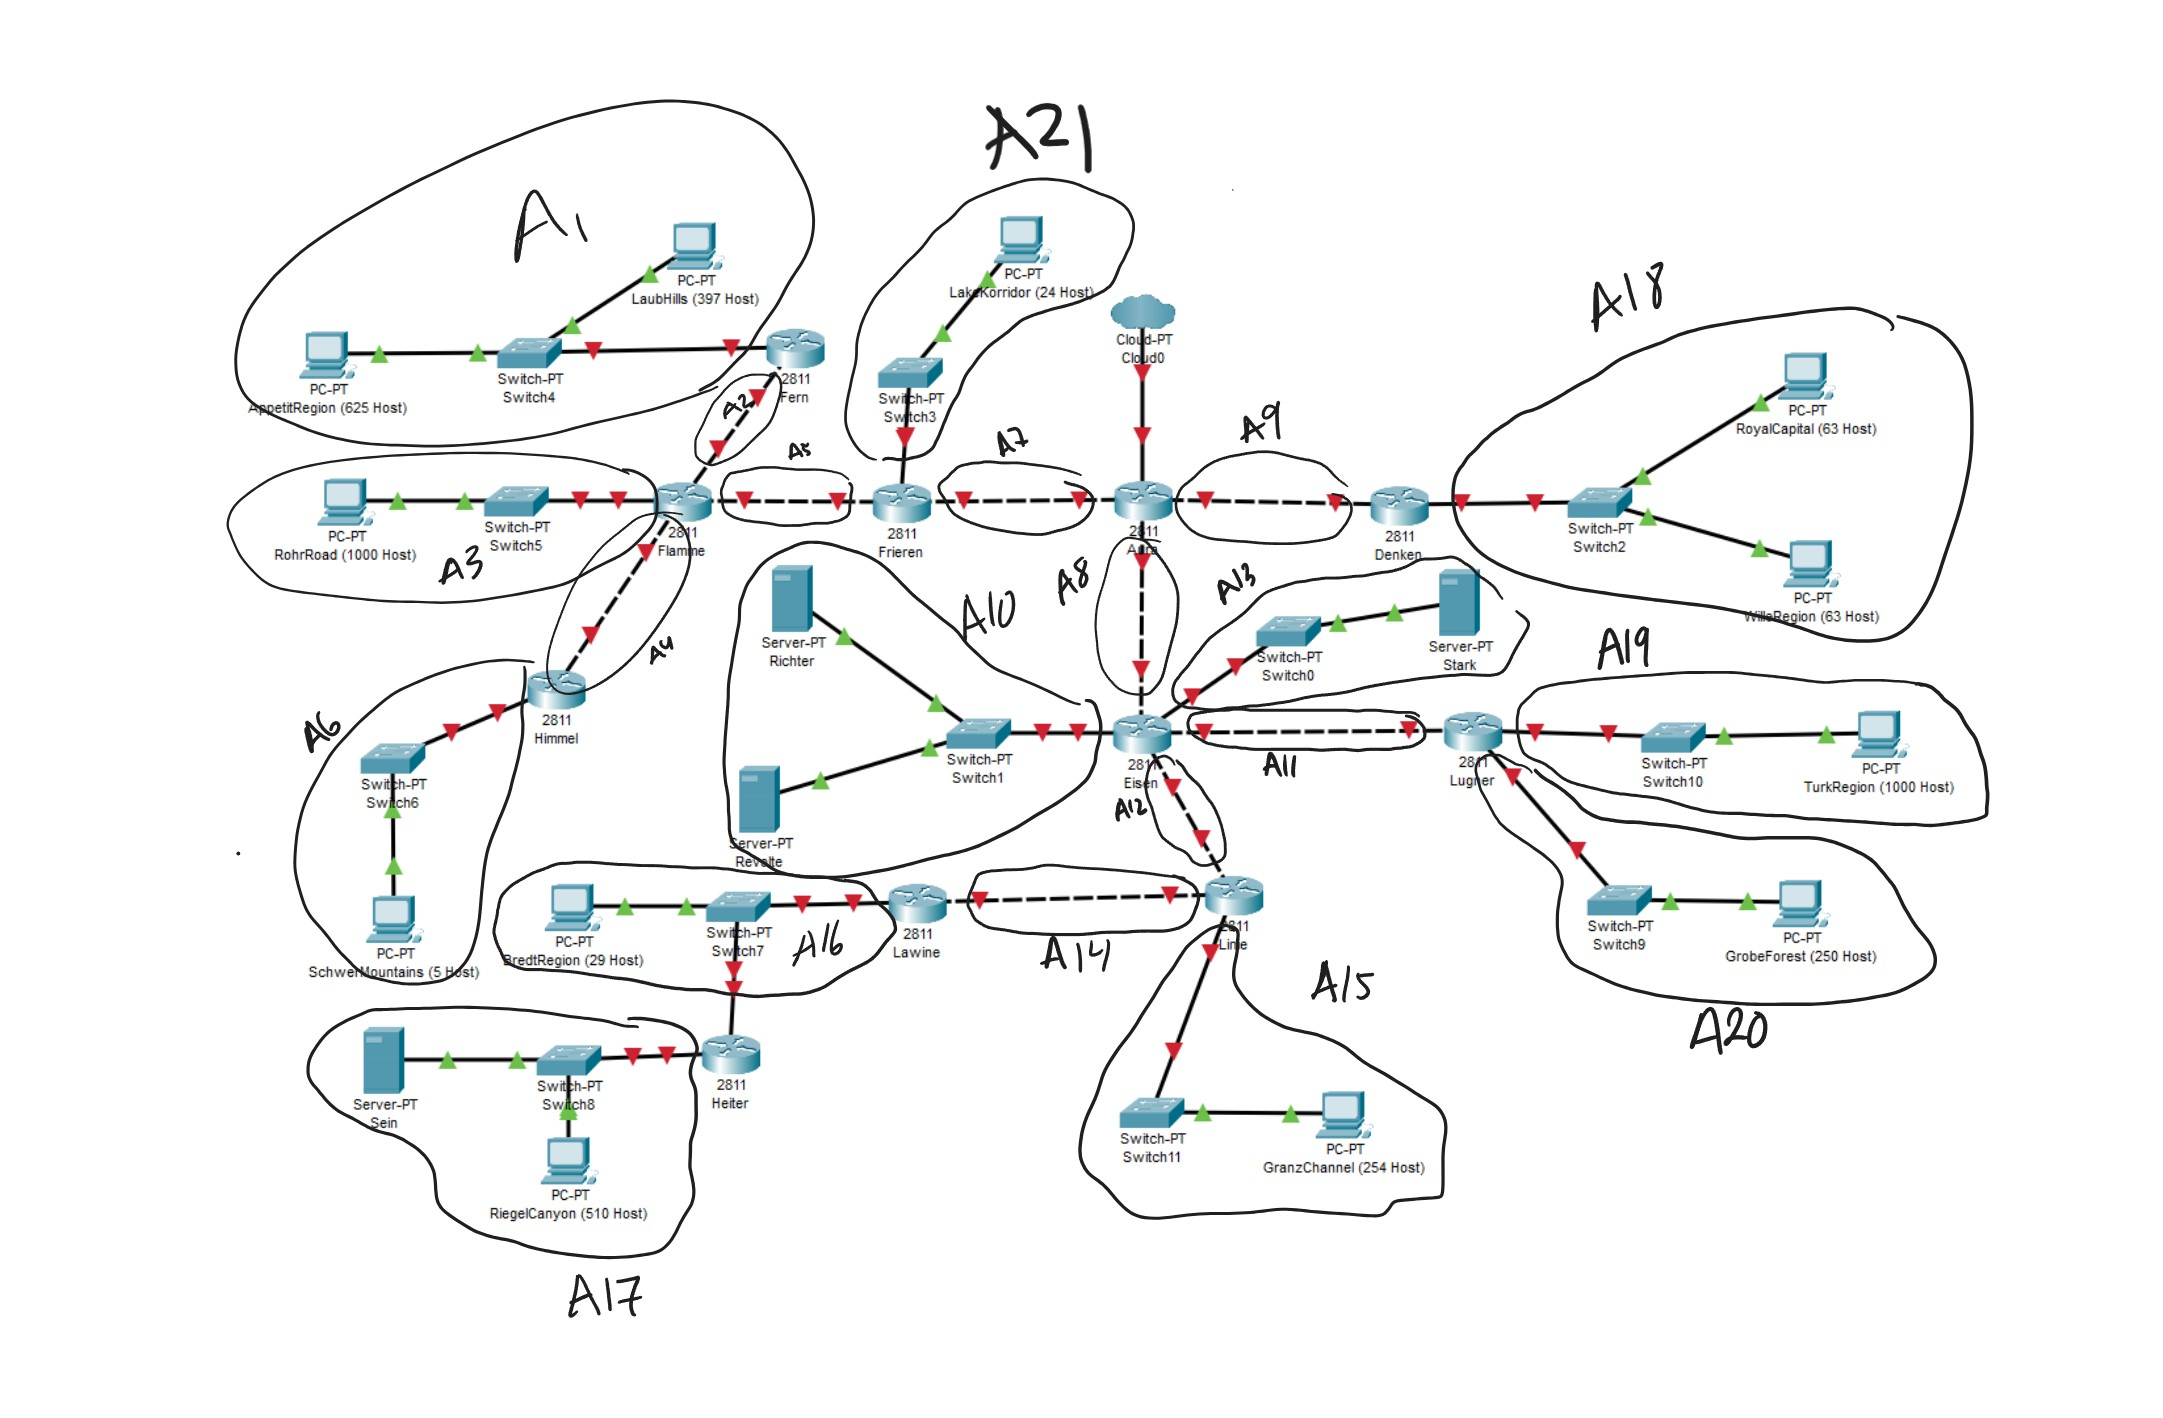 A21
A1
PC-PT
LaubHills (397 Host)
PC-PT
AppetitRegion (625 Host)
Switch-PT
Switch4
2811
Fern
A2
PC-PT
LakeKorridor (24 Host)
Switch-PT
Switch3
Cloud-PT
Cloud0
A18
PC-PT
RoyalCapital (63 Host)
Switch-PT
Switch2
PC-PT
WilleRegion (63 Host)
A5
A7
A9
PC-PT
RohrRoad (1000 Host)
Switch-PT
Switch5
A3
2811
Flamme
2811
Frieren
2811
Aura
2811
Denken
A4
A8
A10
A13
Server-PT
Richter
Switch-PT
Switch0
Server-PT
Stark
A19
A6
2811
Himmel
Switch-PT
Switch6
Switch-PT
Switch1
2811
Eisen
A11
2811
Lugner
Switch-PT
Switch10
PC-PT
TurkRegion (1000 Host)
A12
Server-PT
Revolte
PC-PT
SchwerMountains (5 Host)
PC-PT
BredtRegion (29 Host)
Switch-PT
Switch7
A16
2811
Lawine
A14
2811
Linie
Switch-PT
Switch9
PC-PT
GrobeForest (250 Host)
A15
A20
Server-PT
Sein
Switch-PT
Switch8
2811
Heiter
PC-PT
RiegelCanyon (510 Host)
Switch-PT
Switch11
PC-PT
GranzChannel (254 Host)
A17